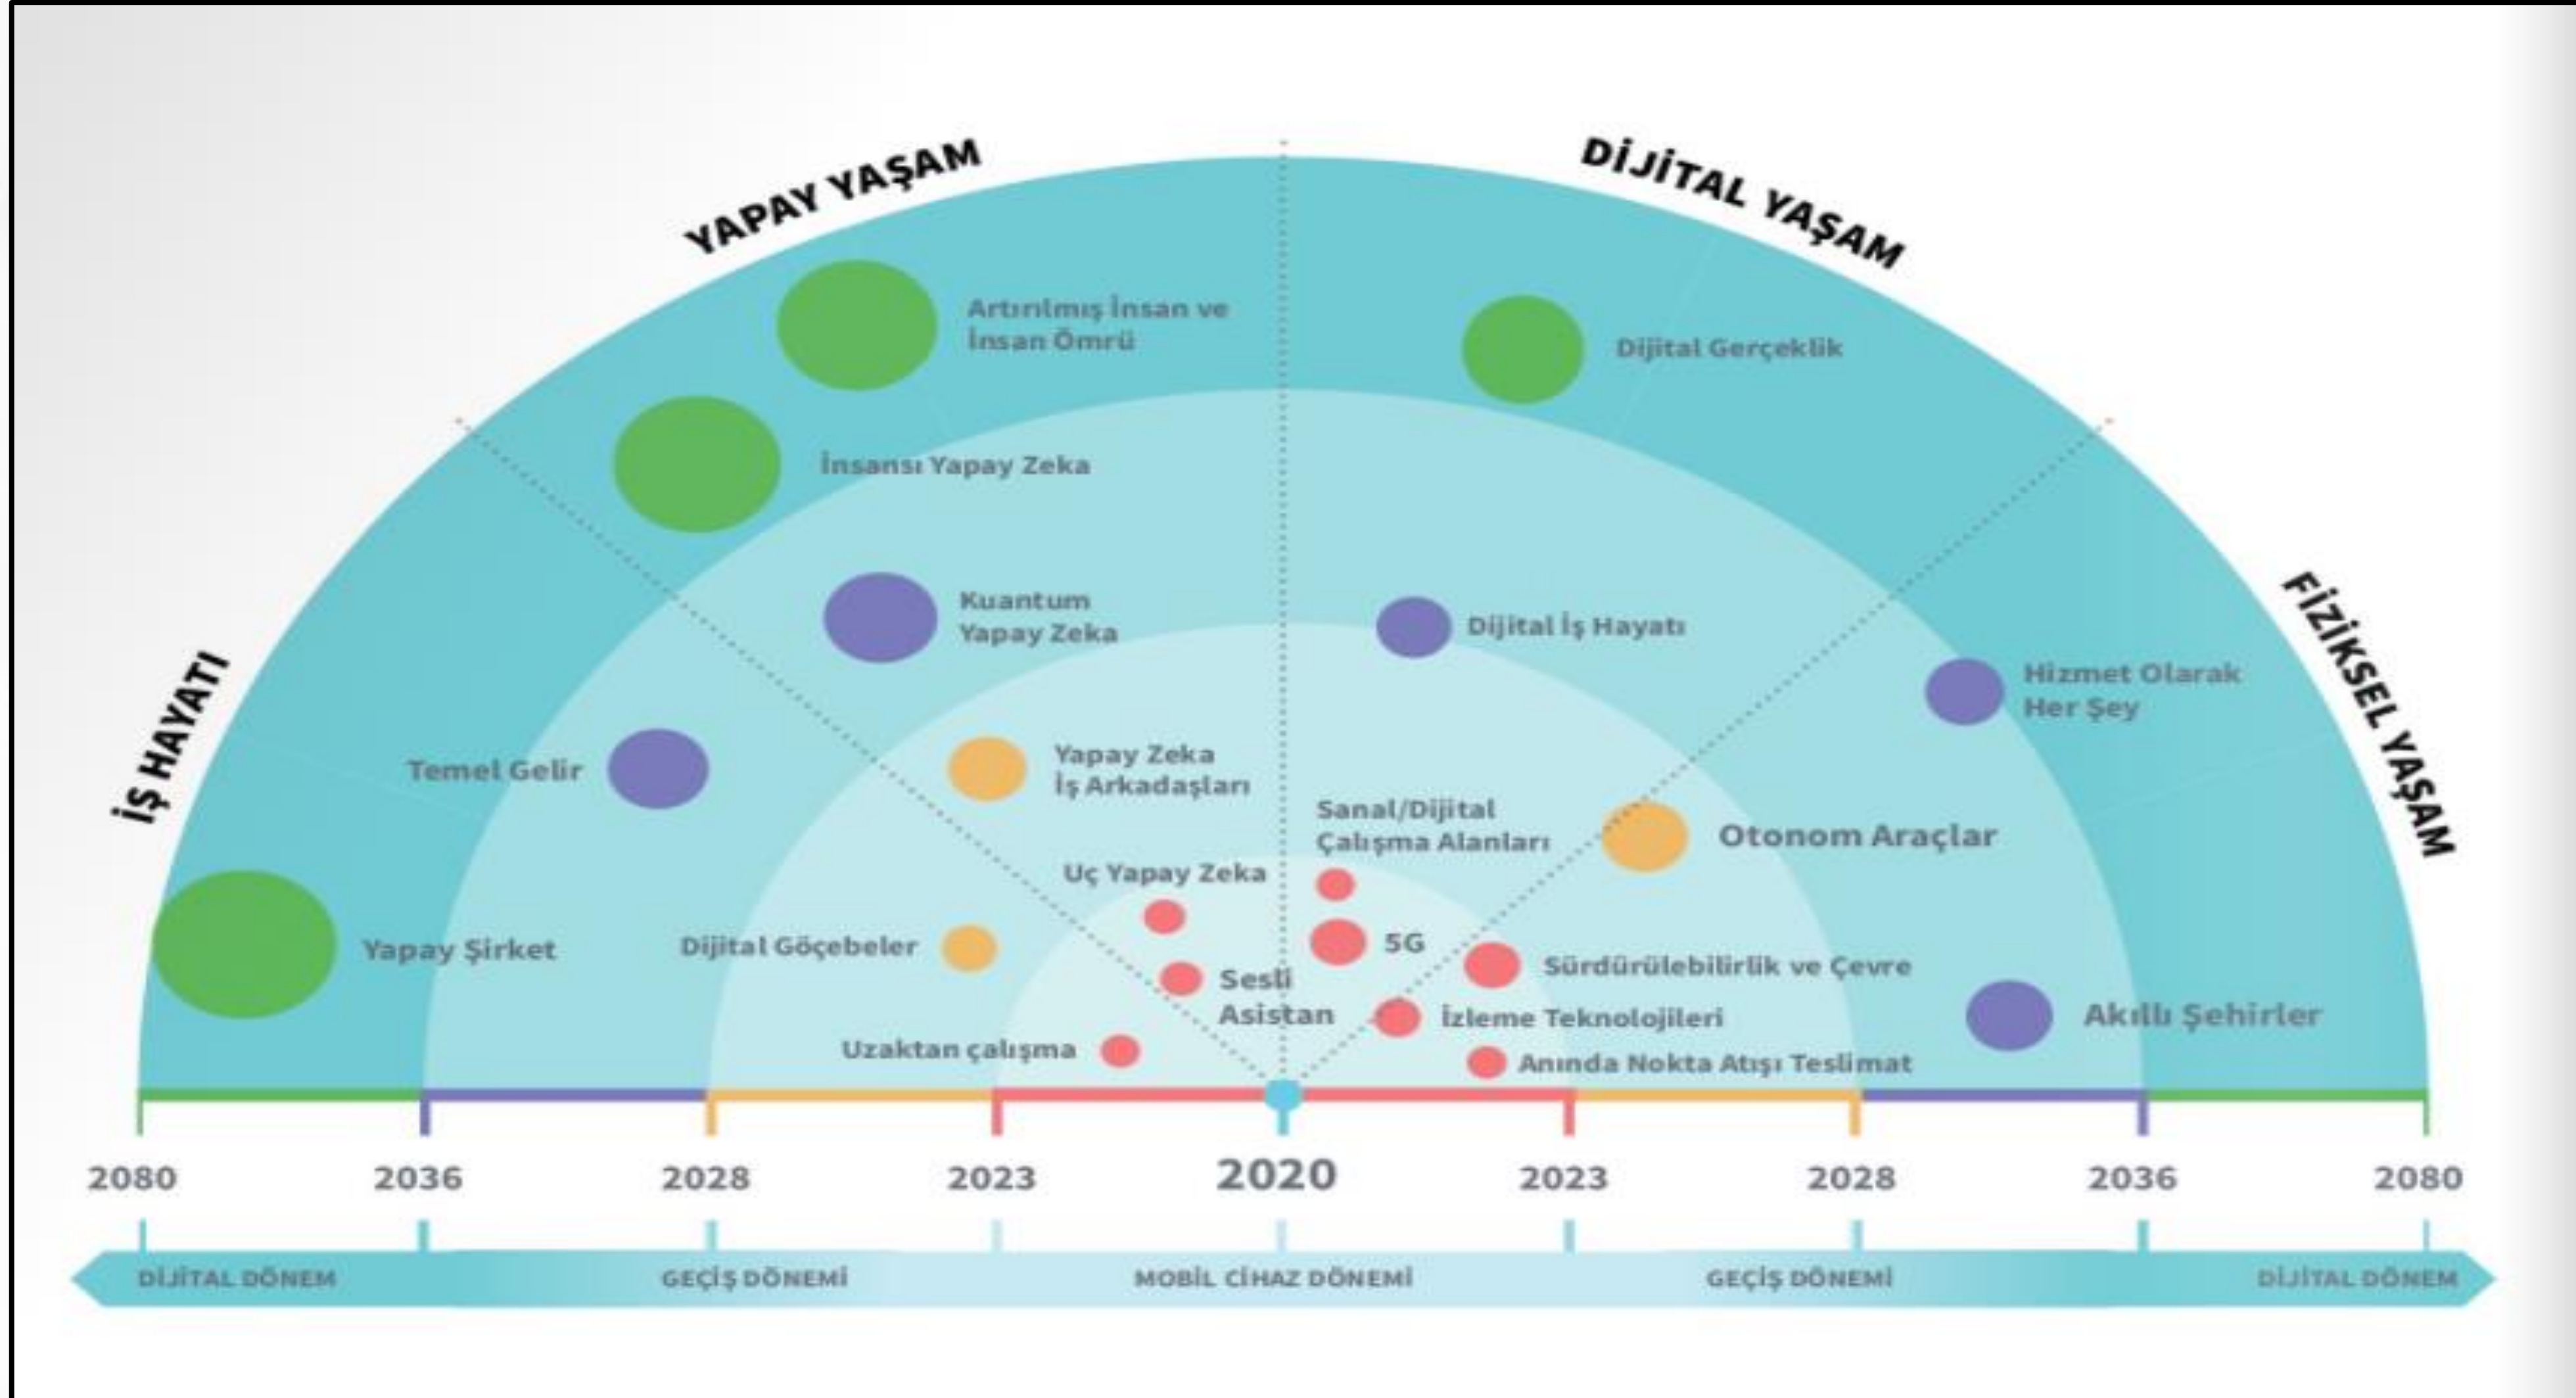 YAPAY YAŞAM
DİJİTAL YAŞAM
Artırılmış İnsan ve
İnsan Ömrü
Dijital Gerçeklik
İnsansı Yapay Zeka
Kuantum
Yapay Zeka
Dijital İş Hayatı
İŞ HAYATI
FİZİKSEL YAŞAM
Hizmet Olarak
Her Şey
Temel Gelir
Yapay Zeka
İş Arkadaşları
Sanal/Dijital
Çalışma Alanları
Otonom Araçlar
Uç Yapay Zeka
Yapay Şirket
Dijital Göçebeler
5G
Sürdürülebilirlik ve Çevre
Sesli
Asistan
İzleme Teknolojileri
Akıllı Şehirler
Uzaktan çalışma
Anında Nokta Atışı Teslimat
2080 2036 2028 2023 2020 2023 2028 2036 2080
DİJİTAL DÖNEM GEÇİŞ DÖNEMİ MOBİL CİHAZ DÖNEMİ GEÇİŞ DÖNEMİ DİJİTAL DÖNEM